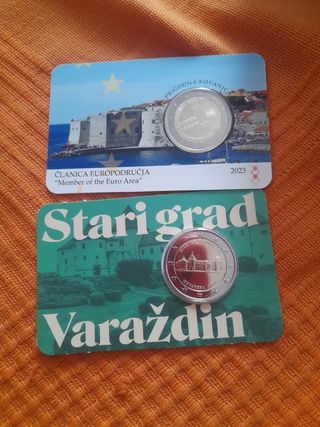 PRIGODNA KOVANICA
ČLANICA EUROPODRUČJA
"Member of the Euro Area"
2023
Stari grad
Varaždin